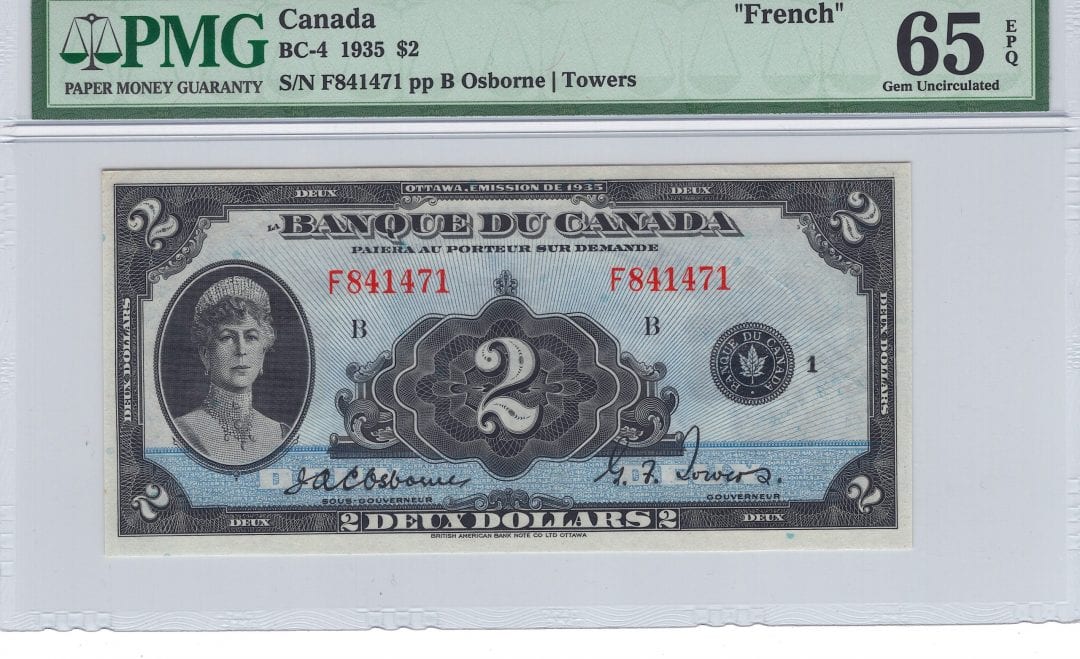 PMG
PAPER MONEY GUARANTY
Canada
BC-4 1935 $2
S/N F841471 pp B Osborne | Towers
"French"
65
EPQ
Gem Uncirculated
2 DEUX OTTAWA, EMISSION DE 1935 DEUX 2
LA BANQUE DU CANADA
PAIERA AU PORTEUR SUR DEMANDE
F841471 F841471
B B
DEUX DOLLARS
2
BANQUE DU CANADA
1
DEUX DOLLARS
JAC Osborne G. F. Towers.
SOUS-GOUVERNEUR GOUVERNEUR
2 DEUX 2 DEUX DOLLARS 2 DEUX 2
BRITISH AMERICAN BANK NOTE CO LTD OTTAWA